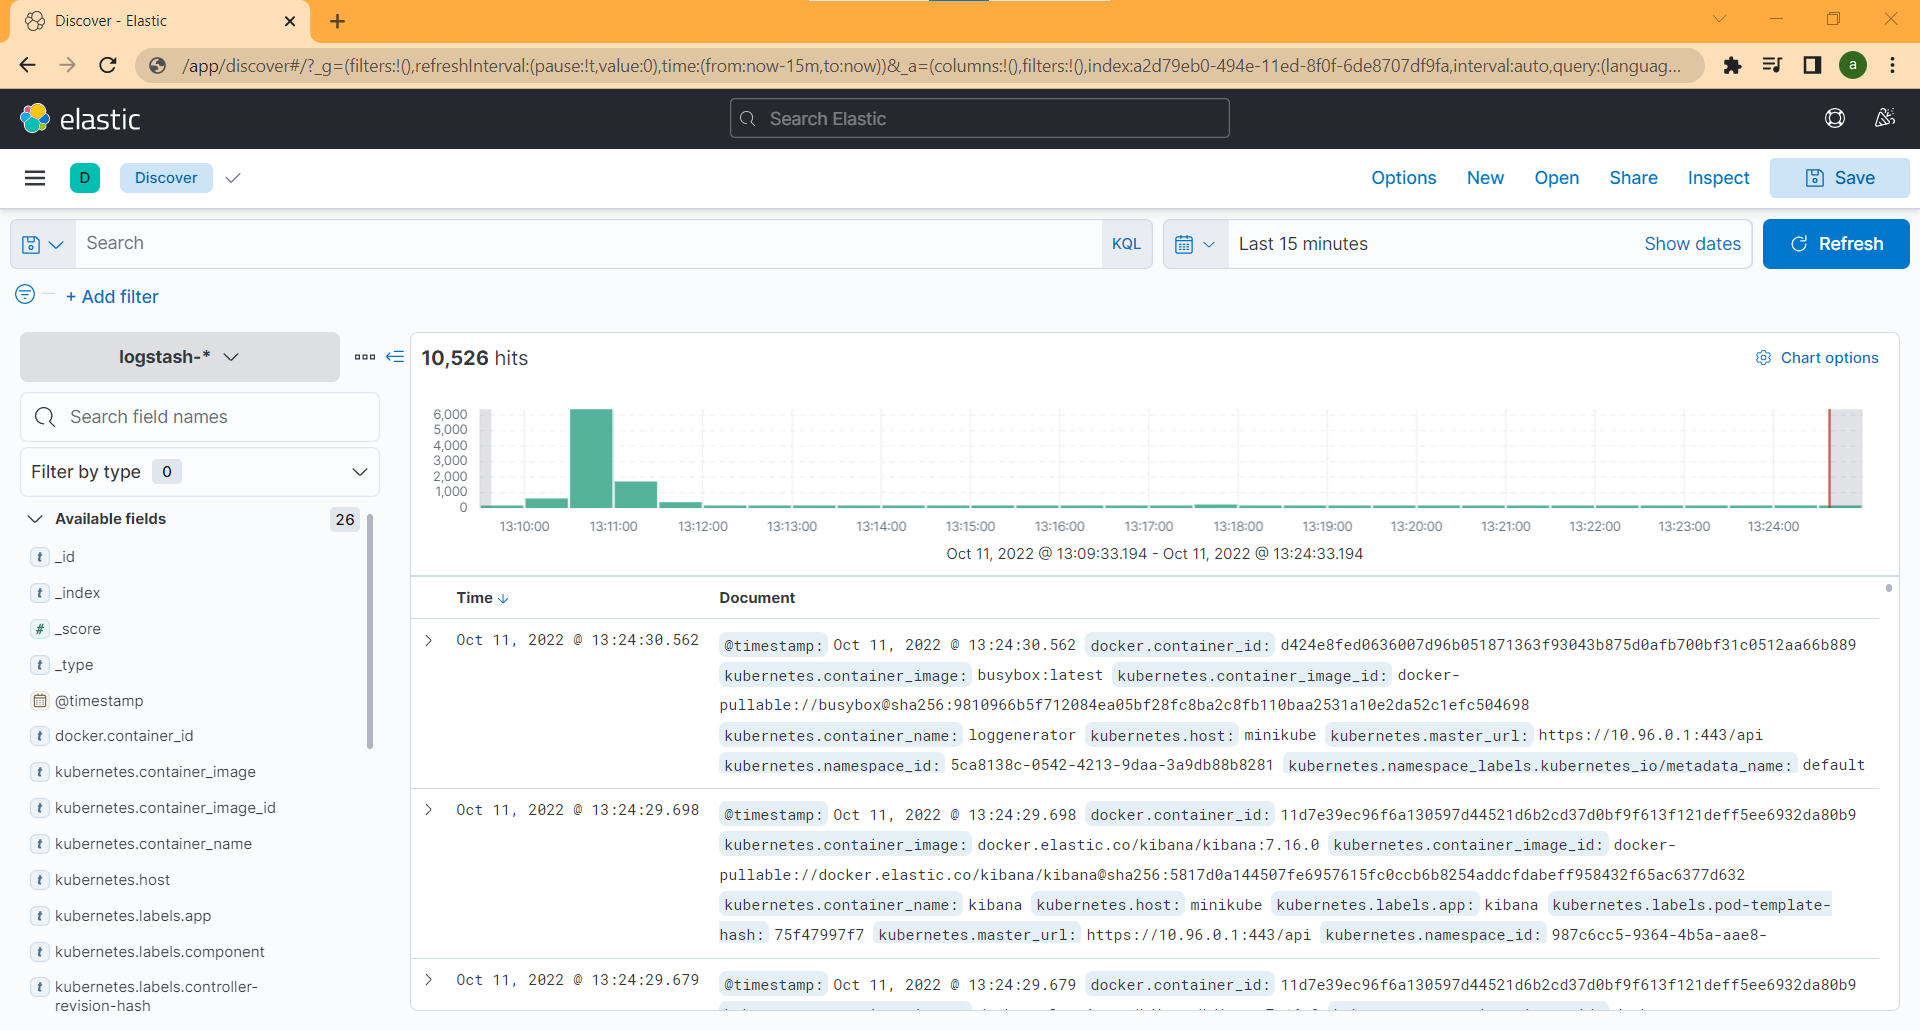 Discover - Elastic
/app/discover#/?_g=(filters:!(),refreshInterval:(pause:!t,value:0),time:(from:now-15m,to:now))&_a=(columns:!(),filters:!(),index:a2d79eb0-494e-11ed-8f0f-6de8707df9fa,interval:auto,query:(languag...
a
elastic
Search Elastic
D
Discover
Options
New
Open
Share
Inspect
Save
Search
KQL
Last 15 minutes
Show dates
Refresh
+ Add filter
logstash-*
10,526 hits
Chart options
Search field names
Filter by type 0
Available fields 26
t _id
t _index
# _score
t _type
@timestamp
t docker.container_id
t kubernetes.container_image
t kubernetes.container_image_id
t kubernetes.container_name
t kubernetes.host
t kubernetes.labels.app
t kubernetes.labels.component
t kubernetes.labels.controller-
revision-hash
6,000
5,000
4,000
3,000
2,000
1,000
0
13:10:00 13:11:00 13:12:00 13:13:00 13:14:00 13:15:00 13:16:00 13:17:00 13:18:00 13:19:00 13:20:00 13:21:00 13:22:00 13:23:00 13:24:00
Oct 11, 2022 @ 13:09:33.194 - Oct 11, 2022 @ 13:24:33.194
Time Document
Oct 11, 2022 @ 13:24:30.562
@timestamp: Oct 11, 2022 @ 13:24:30.562 docker.container_id: d424e8fed0636007d96b051871363f93043b875d0afb700bf31c0512aa66b889
kubernetes.container_image: busybox:latest kubernetes.container_image_id: docker-
pullable://busybox@sha256:9810966b5f712084ea05bf28fc8ba2c8fb110baa2531a10e2da52c1efc504698
kubernetes.container_name: loggenerator kubernetes.host: minikube kubernetes.master_url: https://10.96.0.1:443/api
kubernetes.namespace_id: 5ca8138c-0542-4213-9daa-3a9db88b8281 kubernetes.namespace_labels.kubernetes_io/metadata_name: default
Oct 11, 2022 @ 13:24:29.698
@timestamp: Oct 11, 2022 @ 13:24:29.698 docker.container_id: 11d7e39ec96f6a130597d44521d6b2cd37d0bf9f613f121deff5ee6932da80b9
kubernetes.container_image: docker.elastic.co/kibana/kibana:7.16.0 kubernetes.container_image_id: docker-
pullable://docker.elastic.co/kibana/kibana@sha256:5817d0a144507fe6957615fc0ccb6b8254addcfdabeff958432f65ac6377d632
kubernetes.container_name: kibana kubernetes.host: minikube kubernetes.labels.app: kibana kubernetes.labels.pod-template-
hash: 75f47997f7 kubernetes.master_url: https://10.96.0.1:443/api kubernetes.namespace_id: 987c6cc5-9364-4b5a-aae8-
Oct 11, 2022 @ 13:24:29.679
@timestamp: Oct 11, 2022 @ 13:24:29.679 docker.container_id: 11d7e39ec96f6a130597d44521d6b2cd37d0bf9f613f121deff5ee6932da80b9